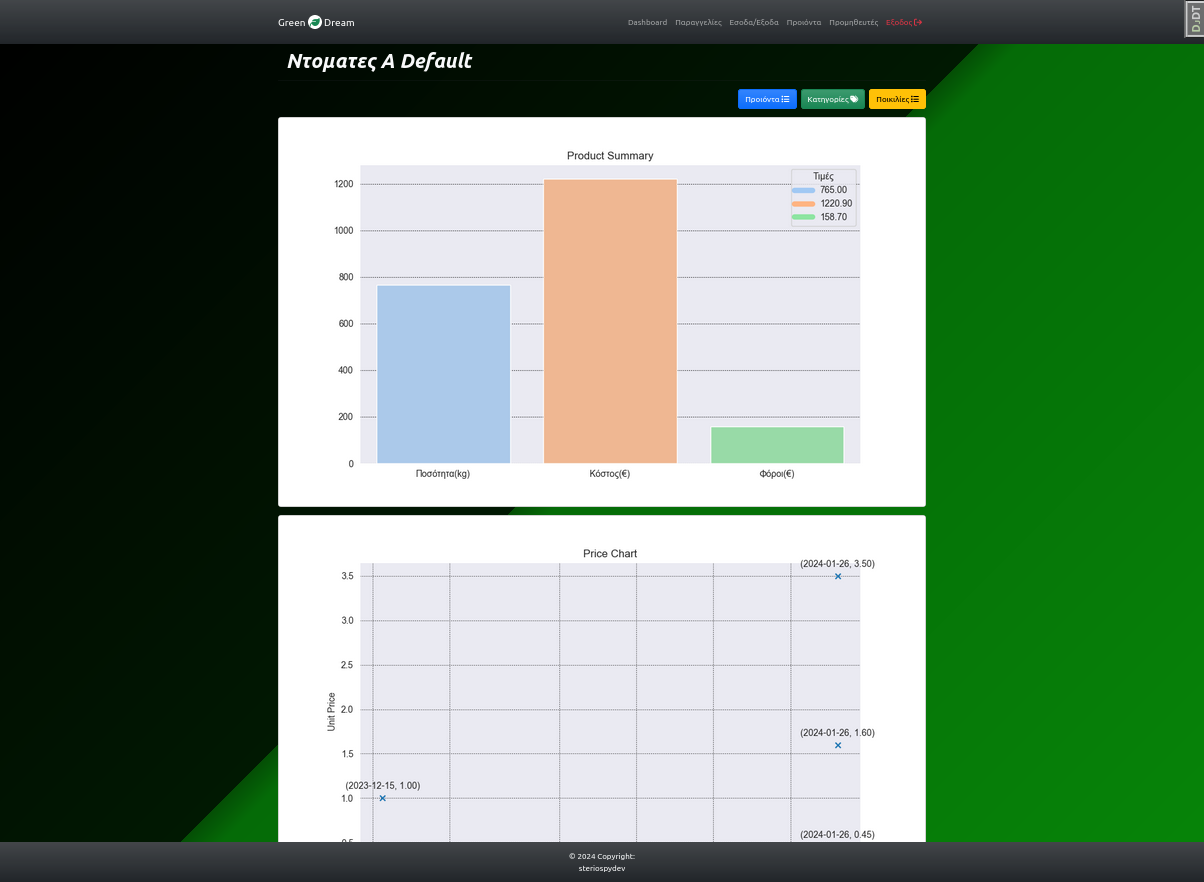 Green Dream
Dashboard Παραγγελίες Εσοδα/Εξοδα Προιόντα Προμηθευτές Εξοδος
DJDT
Ντοματες Α Default
Προιόντα Κατηγορίες Ποικιλίες
Product Summary
Τιμές
765.00
1220.90
158.70
1200
1000
800
600
400
200
0
Ποσότητα(kg) Κόστος(€) Φόροι(€)
Price Chart
(2024-01-26, 3.50)
3.5
3.0
2.5
Unit Price
2.0
(2024-01-26, 1.60)
1.5
(2023-12-15, 1.00)
1.0
(2024-01-26, 0.45)
0.5
© 2024 Copyright:
steriospydev